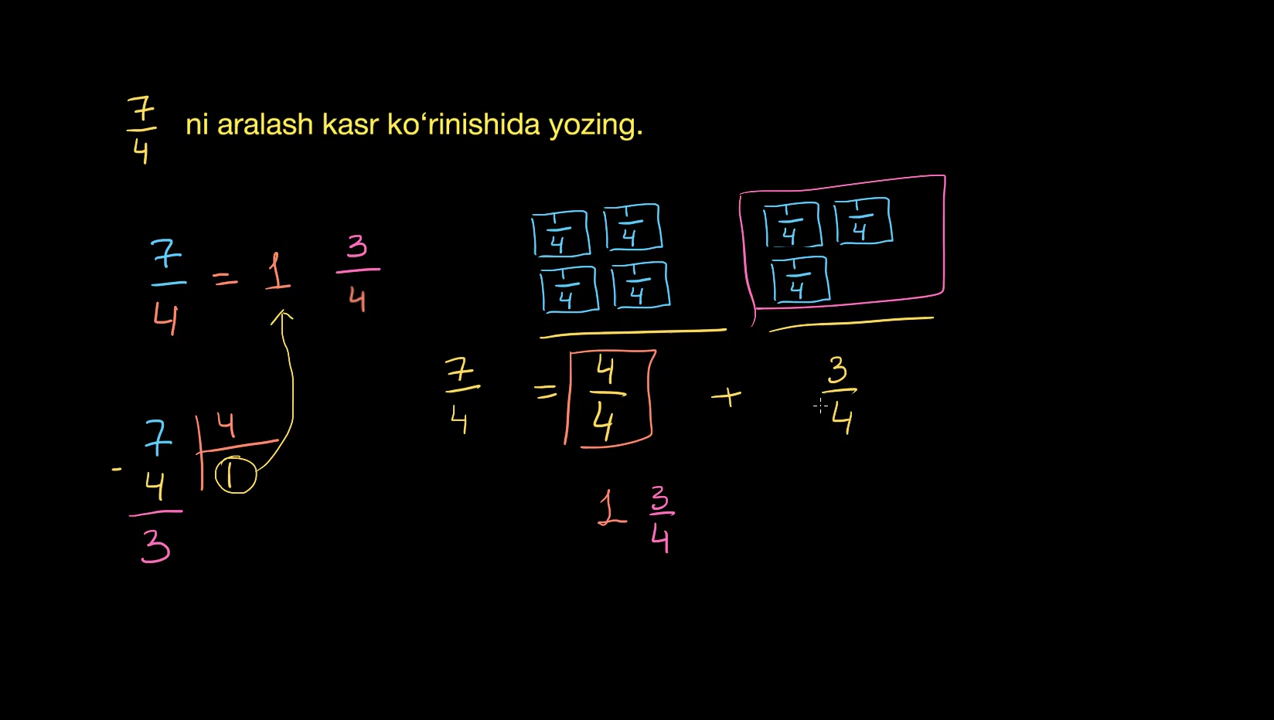 7/4 ni aralash kasr ko‘rinishida yozing.
7/4 = 1 3/4
1/4 1/4
1/4 1/4
1/4 1/4
1/4
7/4 = 4/4 + 3/4
1 3/4
7 4
- 4 1
3